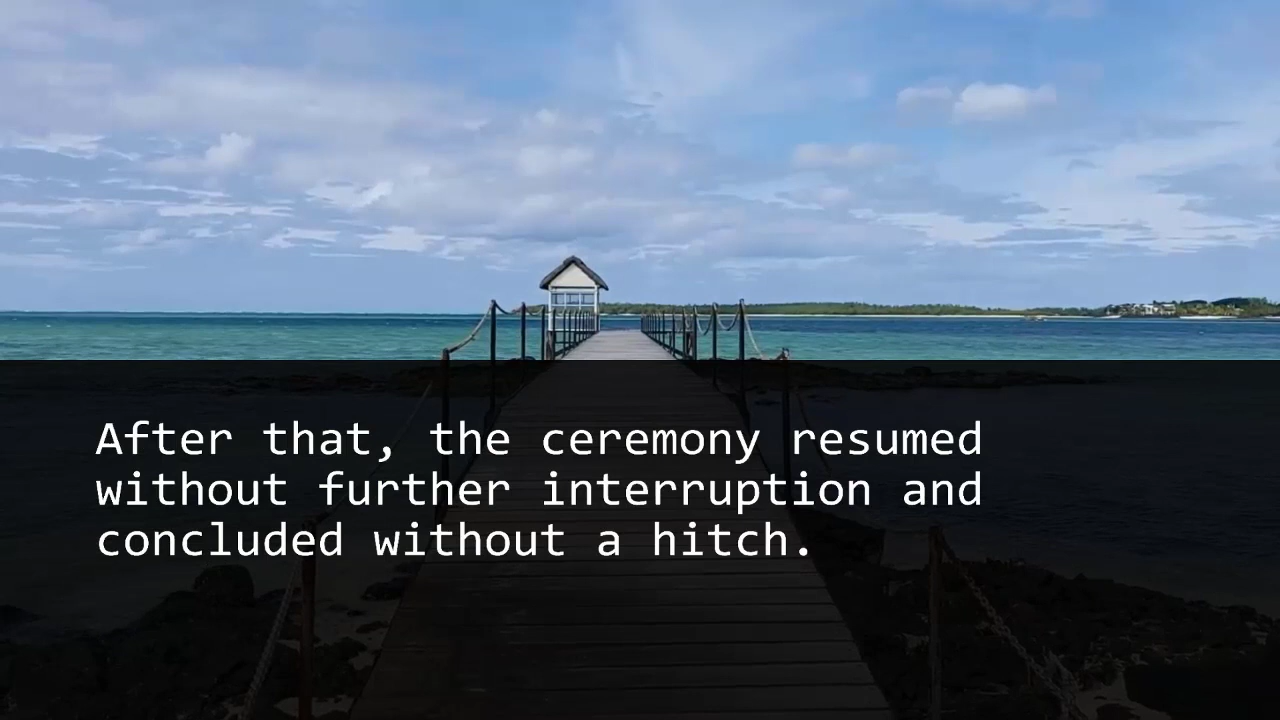 After that, the ceremony resumed
without further interruption and
concluded without a hitch.